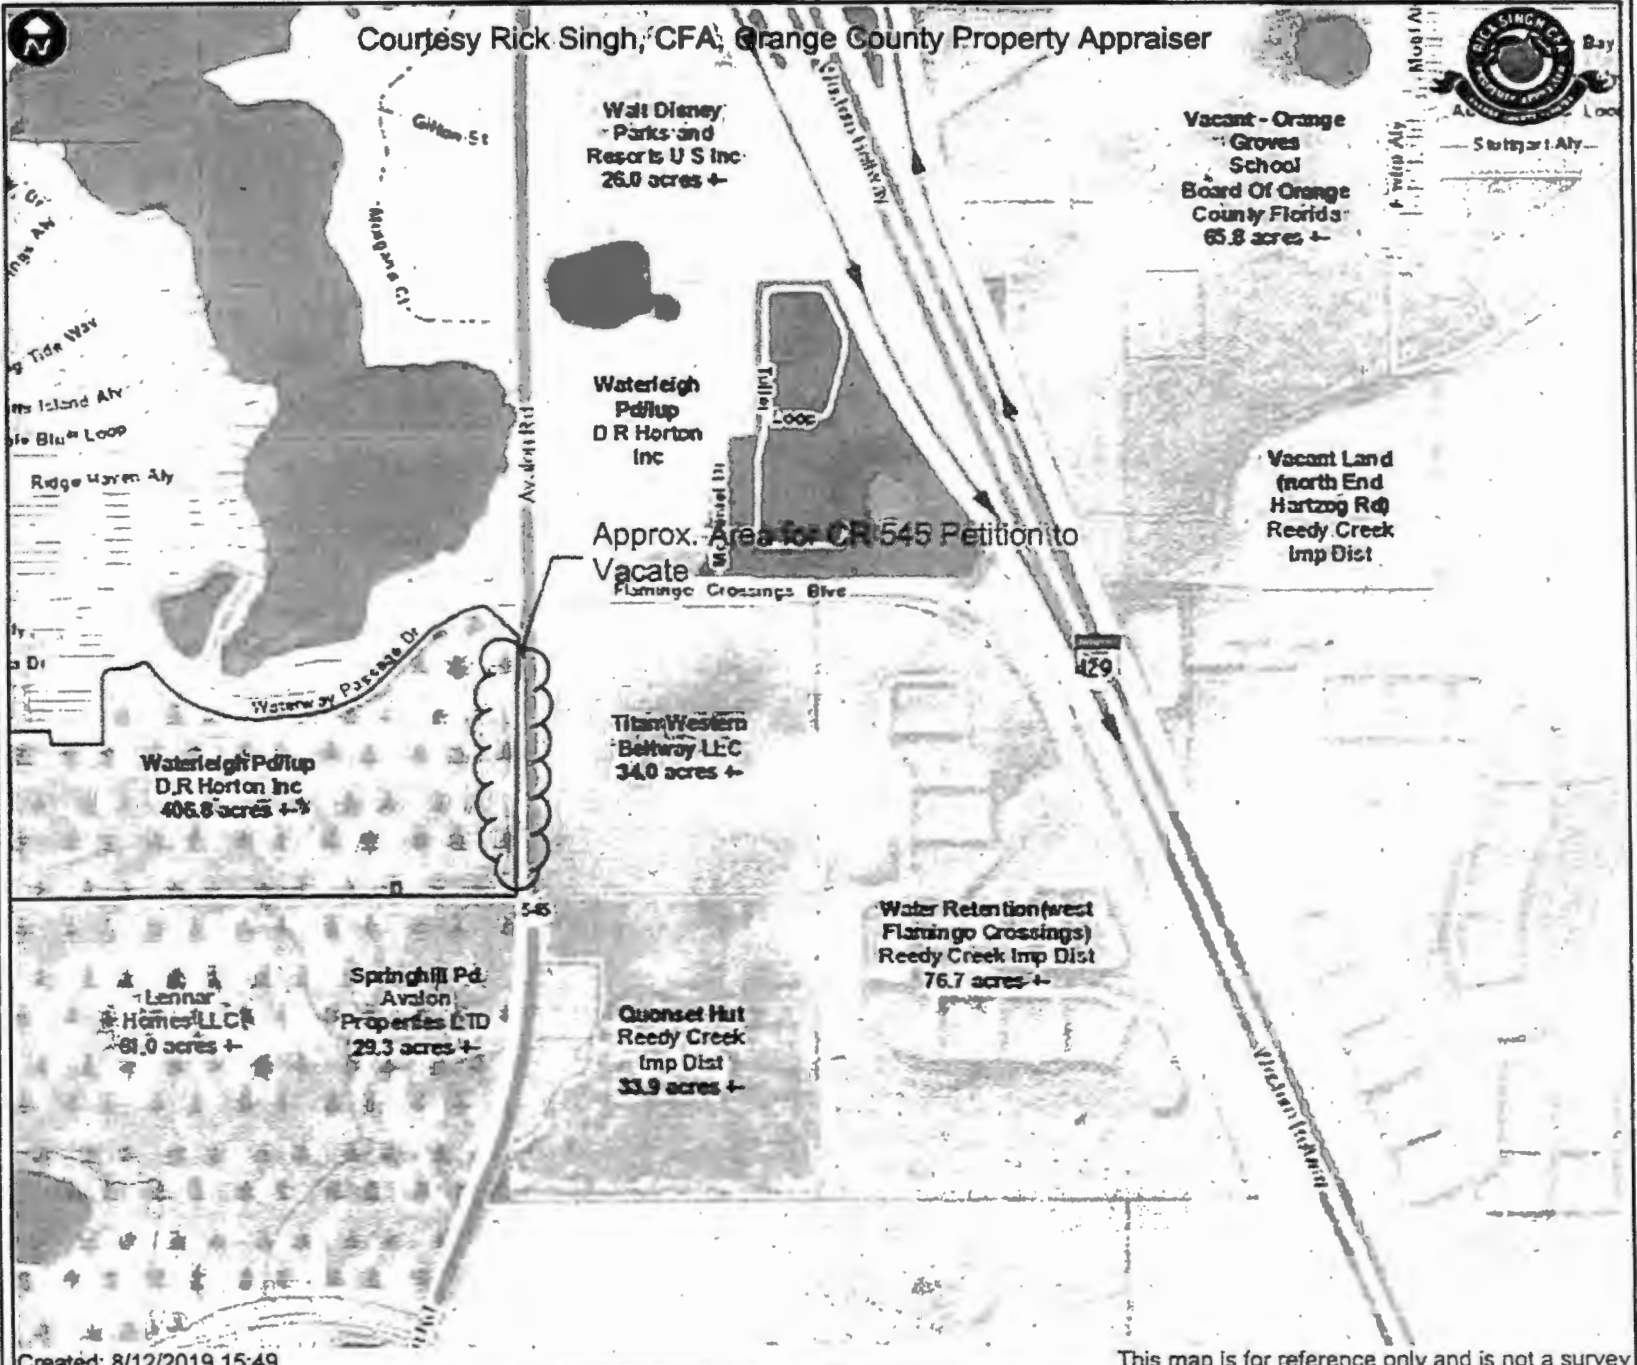 N
Courtesy Rick Singh, CFA, Orange County Property Appraiser
Bay
Loop
Stuttgart Aly
Gifton St
Walt Disney
Parks and
Resorts U S Inc
26.0 acres +-
Vacant - Orange
Groves
School
Board Of Orange
County Florida
65.8 acres +-
Tide Way
Island Aly
Bluff Loop
Ridge Haven Aly
Avalon Rd
Waterleigh
Pd/lup
D R Horton
Inc
Loop
Vacant Land
(north End
Hartzog Rd)
Reedy Creek
Imp Dist
Approx. Area for CR 545 Petition to
Vacate
Flamingo Crossings Blvd
429
Waterway Passage Dr
Titan Western
Beltway LLC
34.0 acres +-
Waterleigh Pd/lup
D R Horton Inc
406.8 acres +-
545
Water Retention (west
Flamingo Crossings)
Reedy Creek Imp Dist
76.7 acres +-
Lennar
Homes LLC
61.0 acres +-
Springhill Pd
Avalon
Properties LTD
29.3 acres +-
Quonset Hut
Reedy Creek
Imp Dist
33.9 acres +-
Created: 8/12/2019 15:49
This map is for reference only and is not a survey